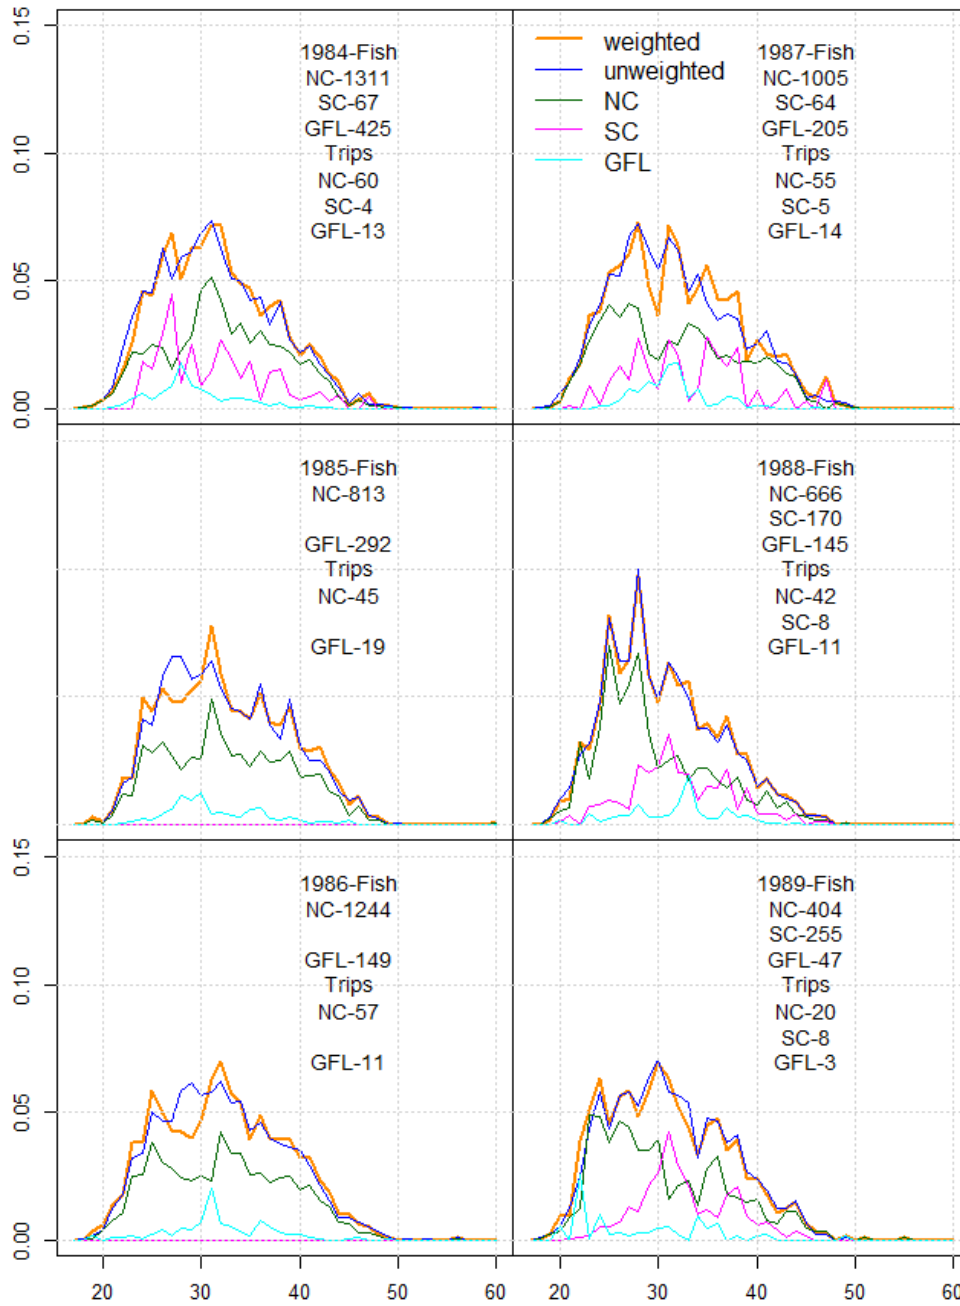 0.15
0.10
0.05
0.00
1984-Fish
NC-1311
SC-67
GFL-425
Trips
NC-60
SC-4
GFL-13
weighted
unweighted
NC
SC
GFL
1987-Fish
NC-1005
SC-64
GFL-205
Trips
NC-55
SC-5
GFL-14
1985-Fish
NC-813
GFL-292
Trips
NC-45
GFL-19
1988-Fish
NC-666
SC-170
GFL-145
Trips
NC-42
SC-8
GFL-11
0.15
0.10
0.05
0.00
1986-Fish
NC-1244
GFL-149
Trips
NC-57
GFL-11
1989-Fish
NC-404
SC-255
GFL-47
Trips
NC-20
SC-8
GFL-3
20 30 40 50 60
20 30 40 50 60